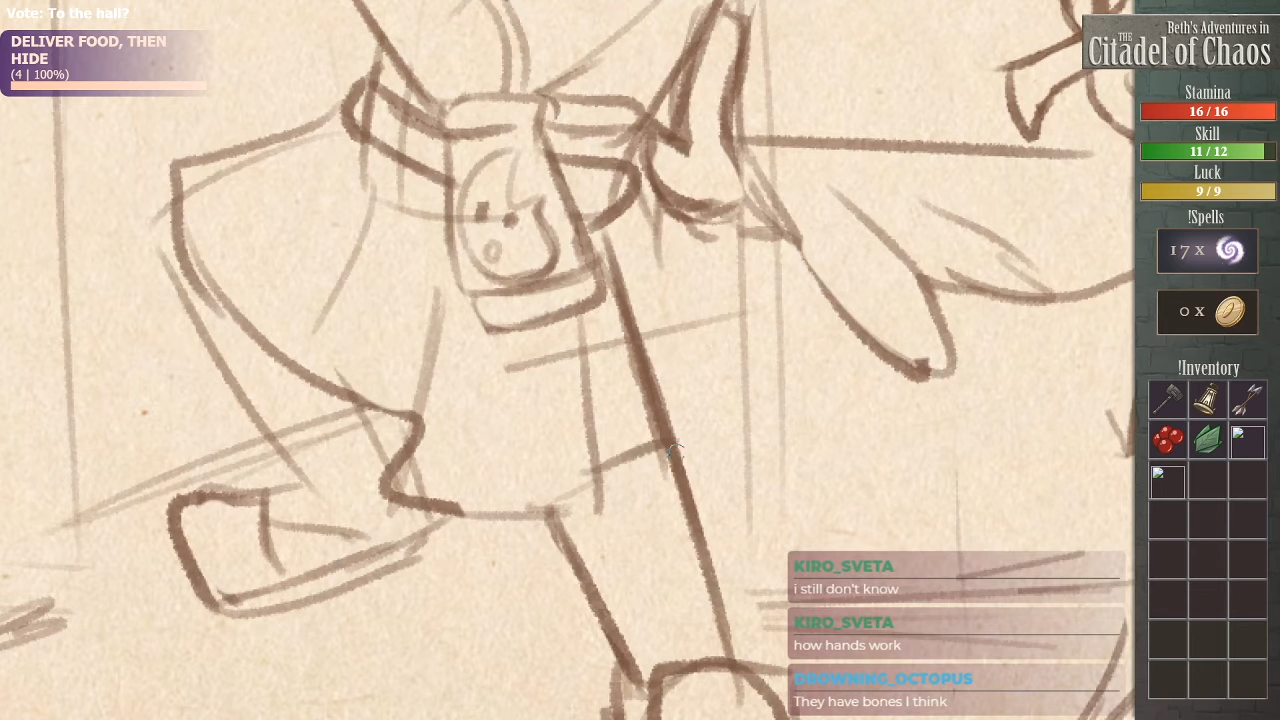 Vote: To the hall?
DELIVER FOOD, THEN
HIDE
(4 | 100%)
Beth's Adventures in
THE
Citadel of Chaos
Stamina
16 / 16
Skill
11 / 12
Luck
9 / 9
!Spells
17 x
0 x
!Inventory
KIRO_SVETA
i still don't know
KIRO_SVETA
how hands work
DROWNING_OCTOPUS
They have bones I think